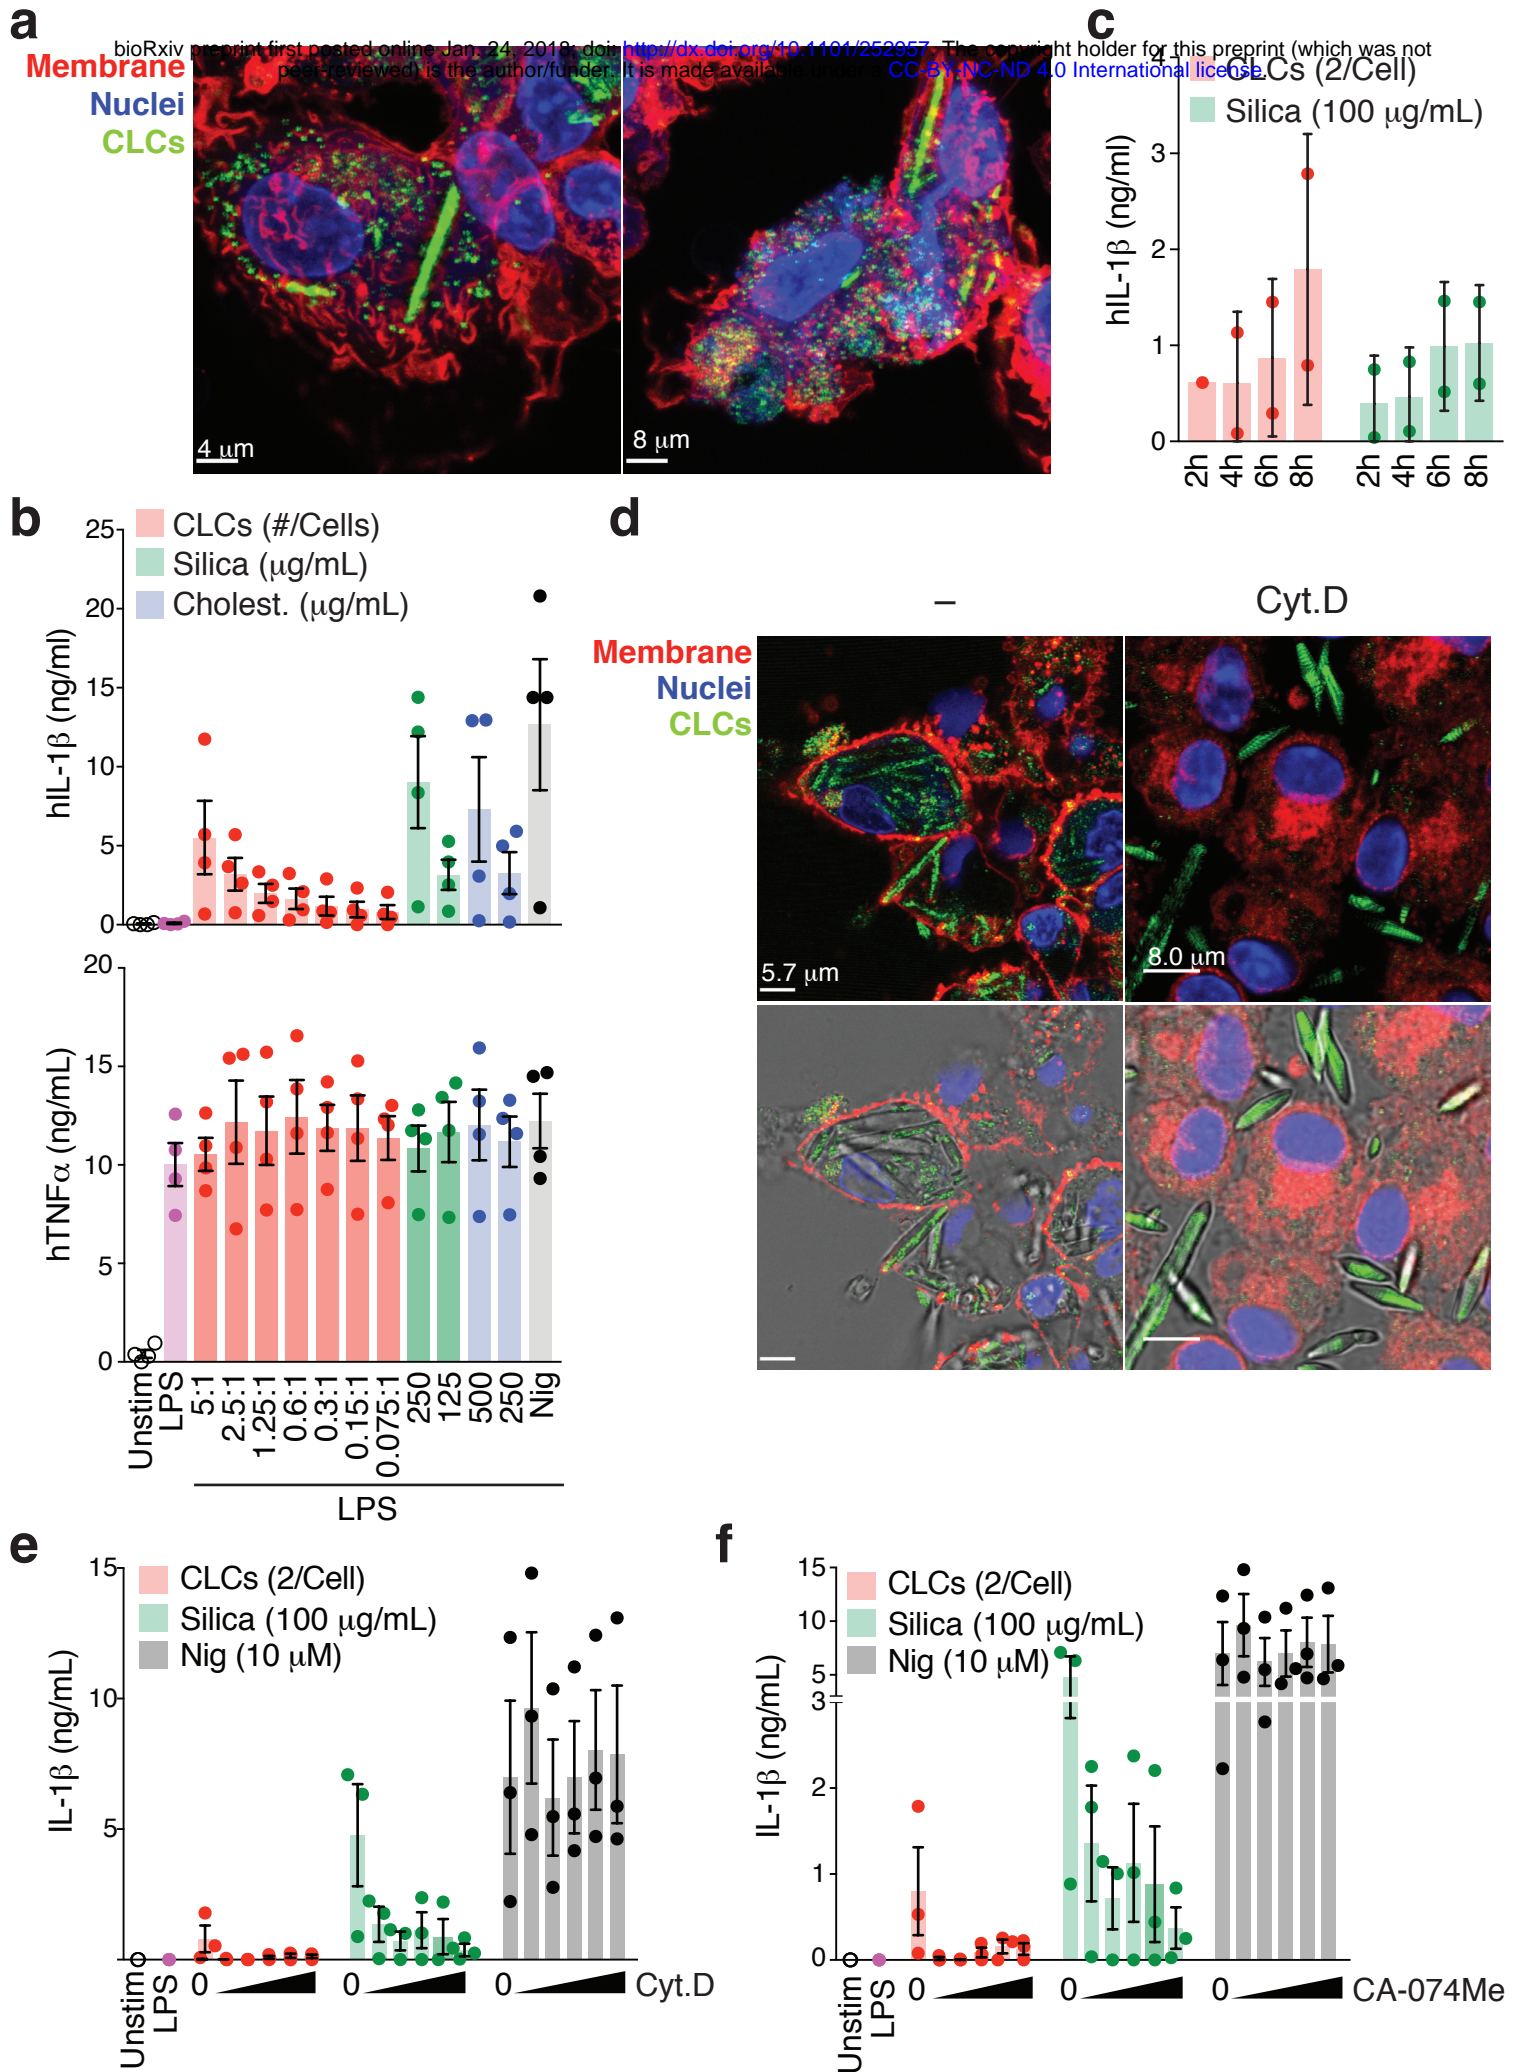 a
bioRxiv preprint first posted online Jan. 24, 2018; doi: http://dx.doi.org/10.1101/252957. The copyright holder for this preprint (which was not
peer-reviewed) is the author/funder. It is made available under a CC-BY-NC-ND 4.0 International license.
Membrane
Nuclei
CLCs
4 μm
8 μm
c
CLCs (2/Cell)
Silica (100 μg/mL)
hIL-1β (ng/ml)
4
3
2
1
0
2h 4h 6h 8h 2h 4h 6h 8h
b
CLCs (#/Cells)
Silica (μg/mL)
Cholest. (μg/mL)
hIL-1β (ng/ml)
25
20
15
10
5
0
hTNFα (ng/mL)
20
15
10
5
0
Unstim LPS 5:1 2.5:1 1.25:1 0.6:1 0.3:1 0.15:1 0.075:1 250 125 500 250 Nig
LPS
d
– Cyt.D
Membrane
Nuclei
CLCs
5.7 μm
8.0 μm
e
CLCs (2/Cell)
Silica (100 μg/mL)
Nig (10 μM)
IL-1β (ng/mL)
15
10
5
Unstim LPS 0 0 0 Cyt.D
f
CLCs (2/Cell)
Silica (100 μg/mL)
Nig (10 μM)
IL-1β (ng/mL)
15
10
5
3
2
1
0
Unstim LPS 0 0 0 CA-074Me